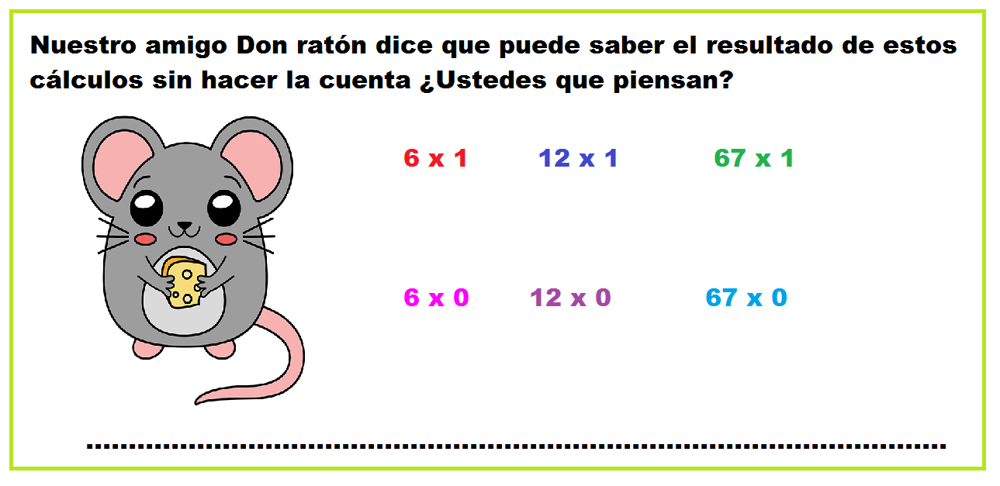 Nuestro amigo Don ratón dice que puede saber el resultado de estos
cálculos sin hacer la cuenta ¿Ustedes que piensan?
6 x 1 12 x 1 67 x 1
6 x 0 12 x 0 67 x 0